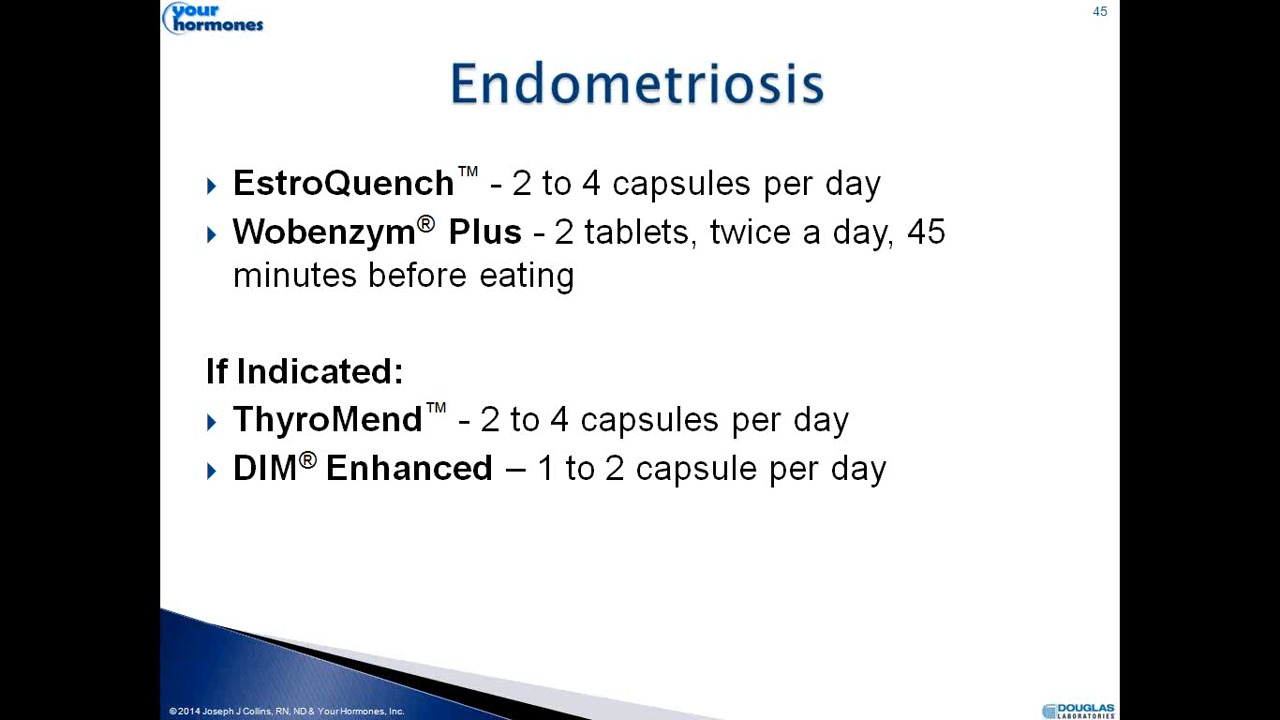 your
hormones
45
Endometriosis
EstroQuench™ - 2 to 4 capsules per day
Wobenzym® Plus - 2 tablets, twice a day, 45
minutes before eating
If Indicated:
ThyroMend™ - 2 to 4 capsules per day
DIM® Enhanced – 1 to 2 capsule per day
© 2014 Joseph J Collins, RN, ND & Your Hormones, Inc.
DOUGLAS
LABORATORIES